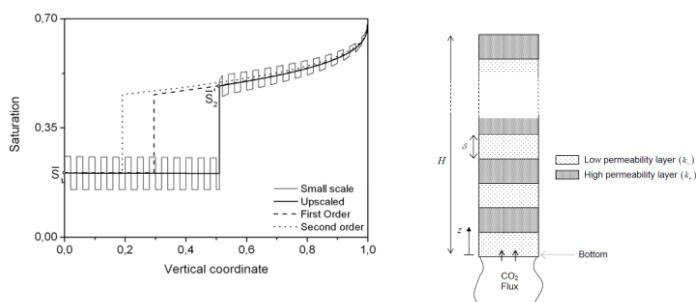 0,70
0,35
0,00
Saturation
S₁
S₂
Small scale
Upscaled
First Order
Second order
0,0 0,2 0,4 0,6 0,8 1,0
Vertical coordinate
H
δ
z
Low permeability layer (k₋)
High permeability layer (k₊)
Bottom
CO₂
Flux